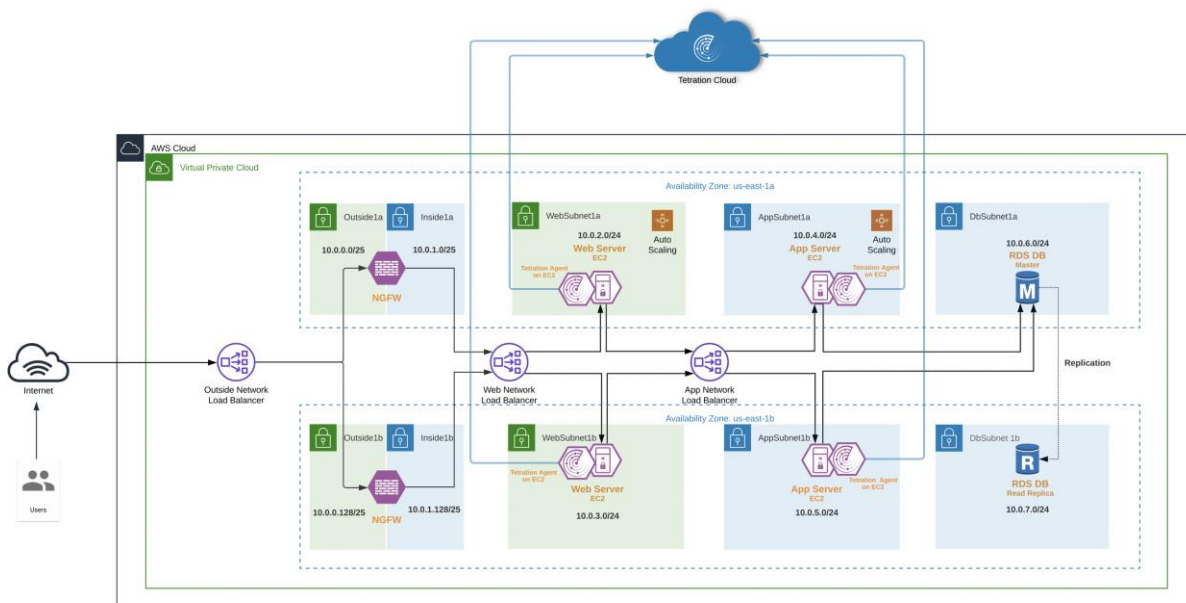 Tetration Cloud
AWS Cloud
Virtual Private Cloud
Availability Zone: us-east-1a
Outside1a
Inside1a
10.0.0.0/25
10.0.1.0/25
NGFW
WebSubnet1a
10.0.2.0/24
Web Server
EC2
Auto
Scaling
Tetration Agent
on EC2
AppSubnet1a
10.0.4.0/24
App Server
EC2
Auto
Scaling
Tetration Agent
on EC2
DbSubnet1a
10.0.6.0/24
RDS DB
Master
M
Internet
Outside Network
Load Balancer
Web Network
Load Balancer
App Network
Load Balancer
Replication
Users
Availability Zone: us-east-1b
Outside1b
Inside1b
10.0.0.128/25
10.0.1.128/25
NGFW
WebSubnet1b
Tetration Agent
on EC2
Web Server
EC2
10.0.3.0/24
AppSubnet1b
Tetration Agent
on EC2
App Server
EC2
10.0.5.0/24
DbSubnet 1b
R
RDS DB
Read Replica
10.0.7.0/24